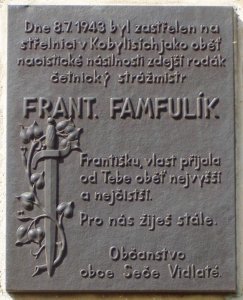 Dne 8.7.1943 byl zastřelen na
střelnici v Kobylisích jako oběť
nacistické násilnosti zdejší rodák
četnický strážmistr
FRANT. FAMFULÍK
Františku, vlast přijala
od Tebe oběť nejvyšší
a nejčistší.
Pro nás žiješ stále.
Občanstvo
obce Seče Vidlaté.